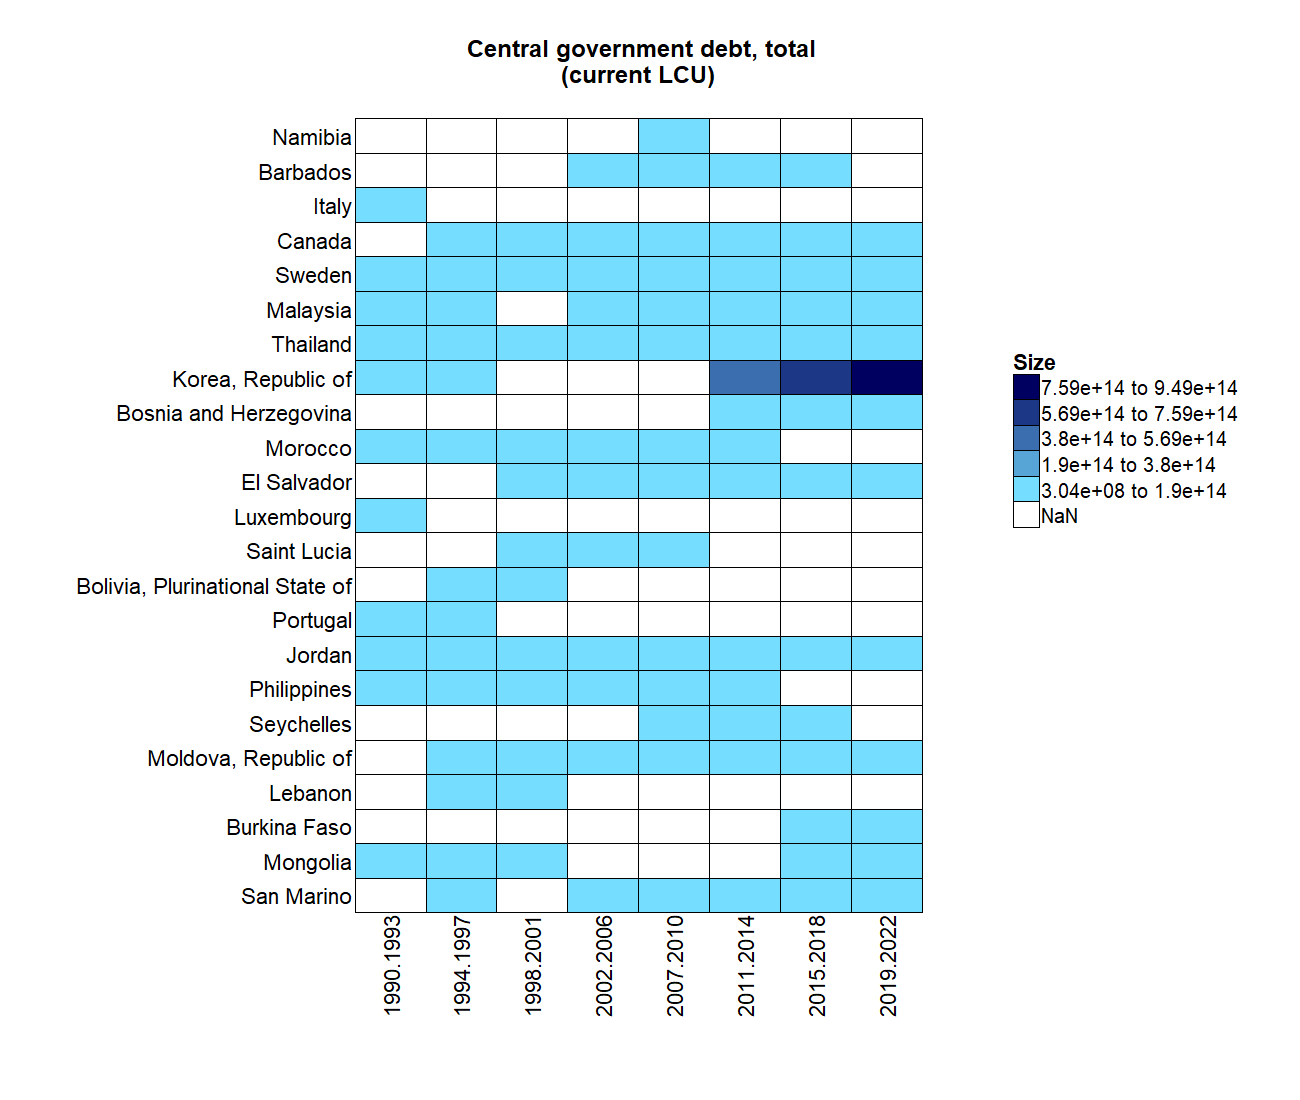 Central government debt, total
(current LCU)
Namibia
Barbados
Italy
Canada
Sweden
Malaysia
Thailand
Korea, Republic of
Bosnia and Herzegovina
Morocco
El Salvador
Luxembourg
Saint Lucia
Bolivia, Plurinational State of
Portugal
Jordan
Philippines
Seychelles
Moldova, Republic of
Lebanon
Burkina Faso
Mongolia
San Marino
1990.1993
1994.1997
1998.2001
2002.2006
2007.2010
2011.2014
2015.2018
2019.2022
Size
7.59e+14 to 9.49e+14
5.69e+14 to 7.59e+14
3.8e+14 to 5.69e+14
1.9e+14 to 3.8e+14
3.04e+08 to 1.9e+14
NaN